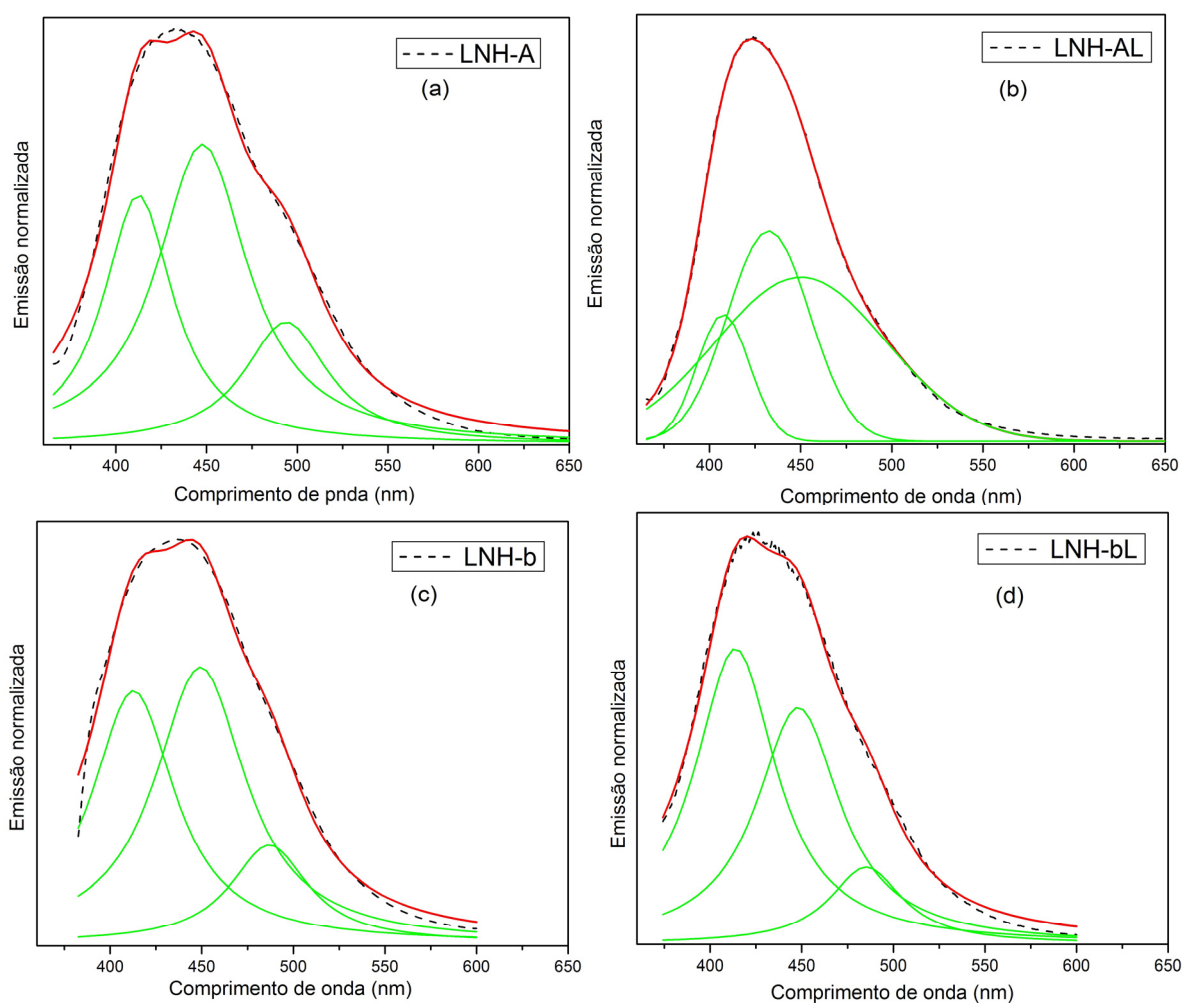 LNH-A
(a)
Emissão normalizada
400 450 500 550 600 650
Comprimento de pnda (nm)
LNH-AL
(b)
Emissão normalizada
400 450 500 550 600 650
Comprimento de onda (nm)
LNH-b
(c)
Emissão normalizada
400 450 500 550 600 650
Comprimento de onda (nm)
LNH-bL
(d)
Emissão normalizada
400 450 500 550 600 650
Comprimento de onda (nm)